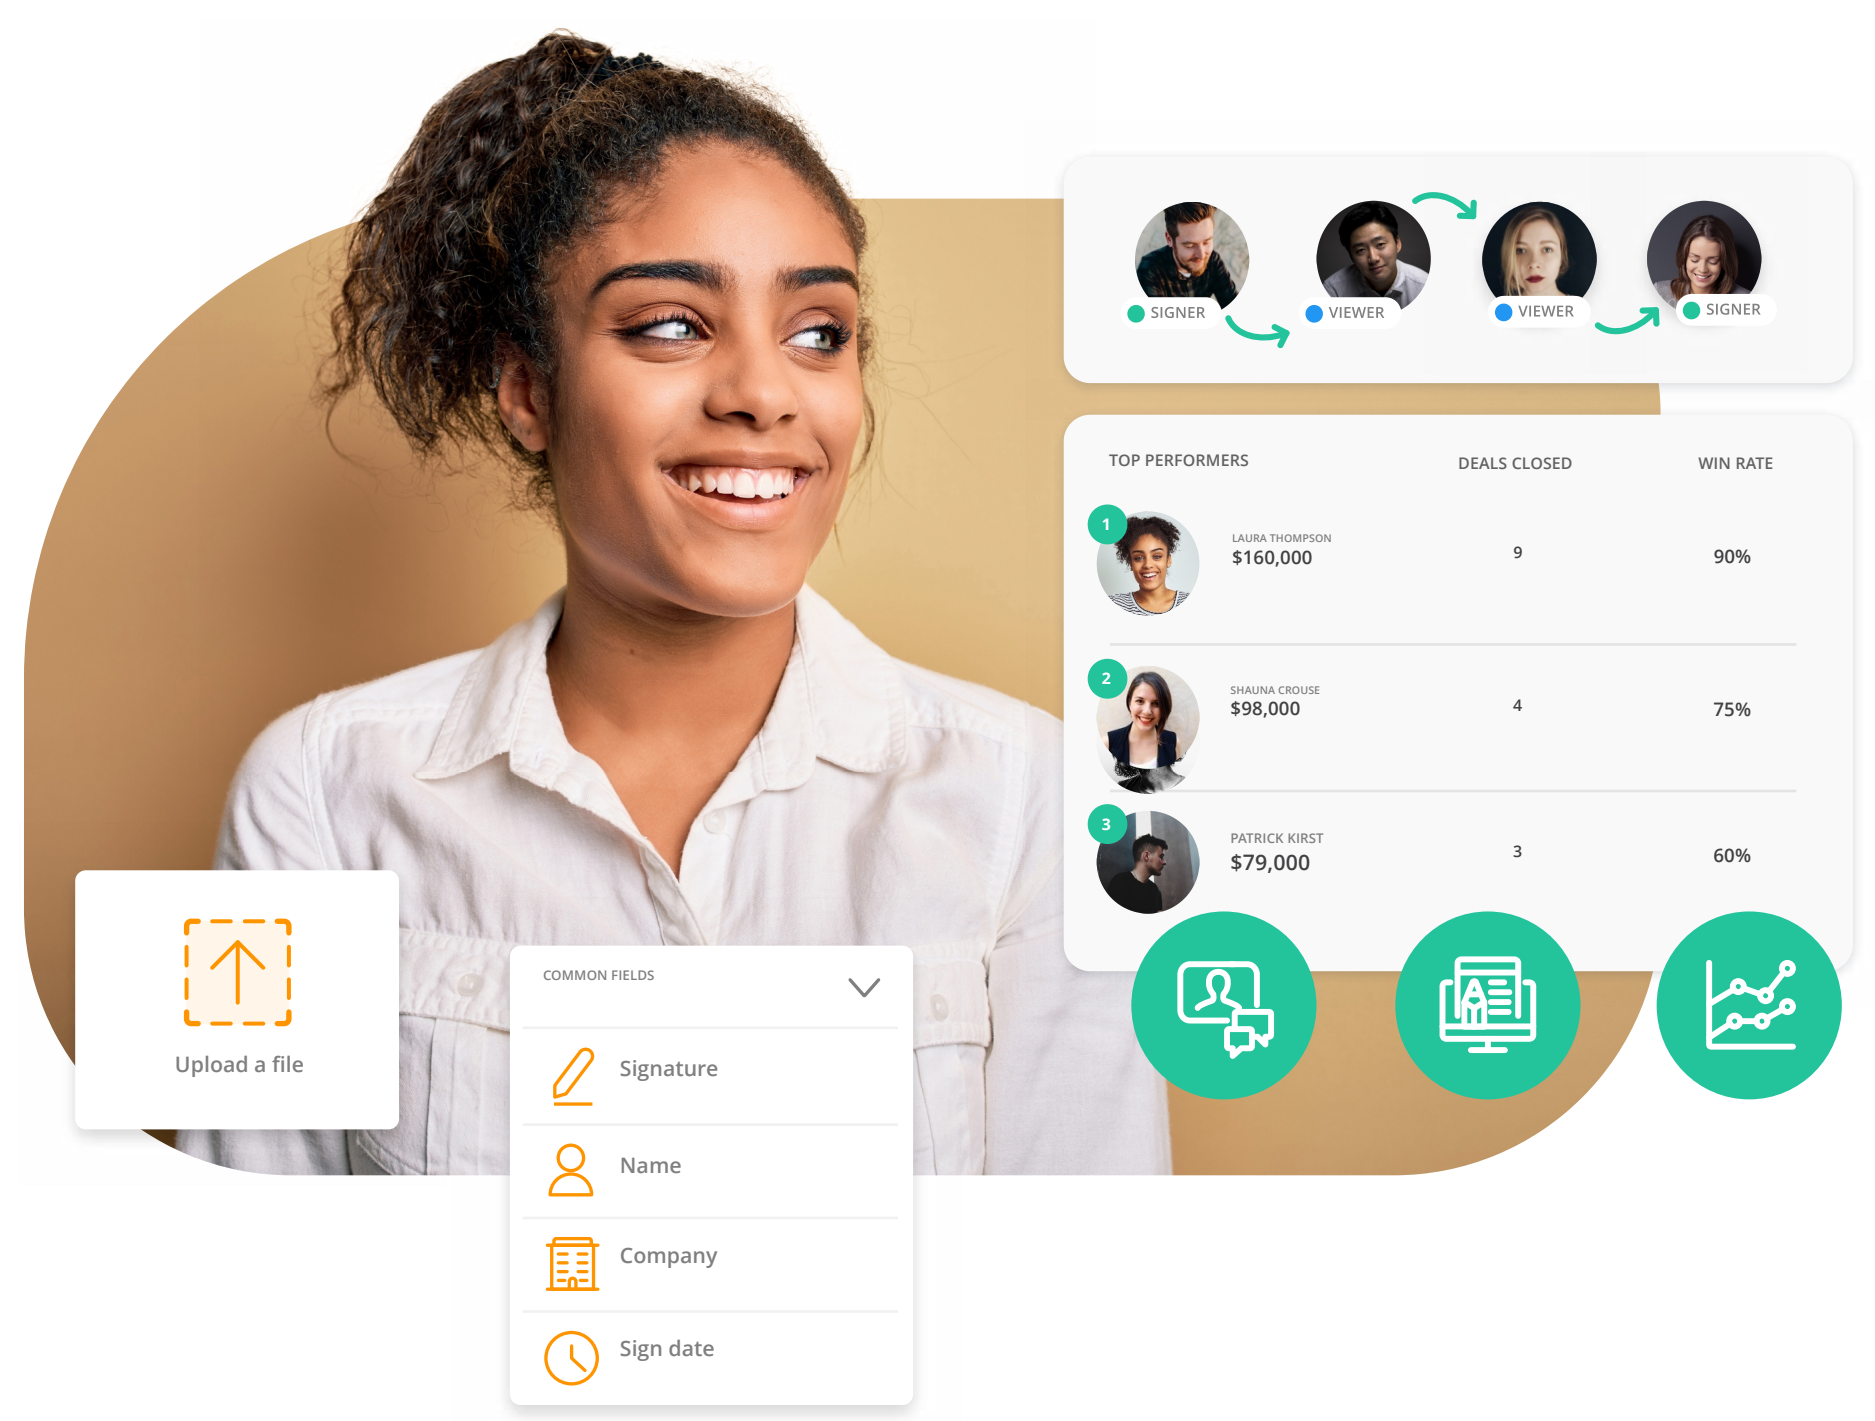 SIGNER
VIEWER
VIEWER
SIGNER
TOP PERFORMERS
DEALS CLOSED
WIN RATE
1
LAURA THOMPSON
$160,000
9
90%
2
SHAUNA CROUSE
$98,000
4
75%
3
PATRICK KIRST
$79,000
3
60%
Upload a file
COMMON FIELDS
Signature
Name
Company
Sign date